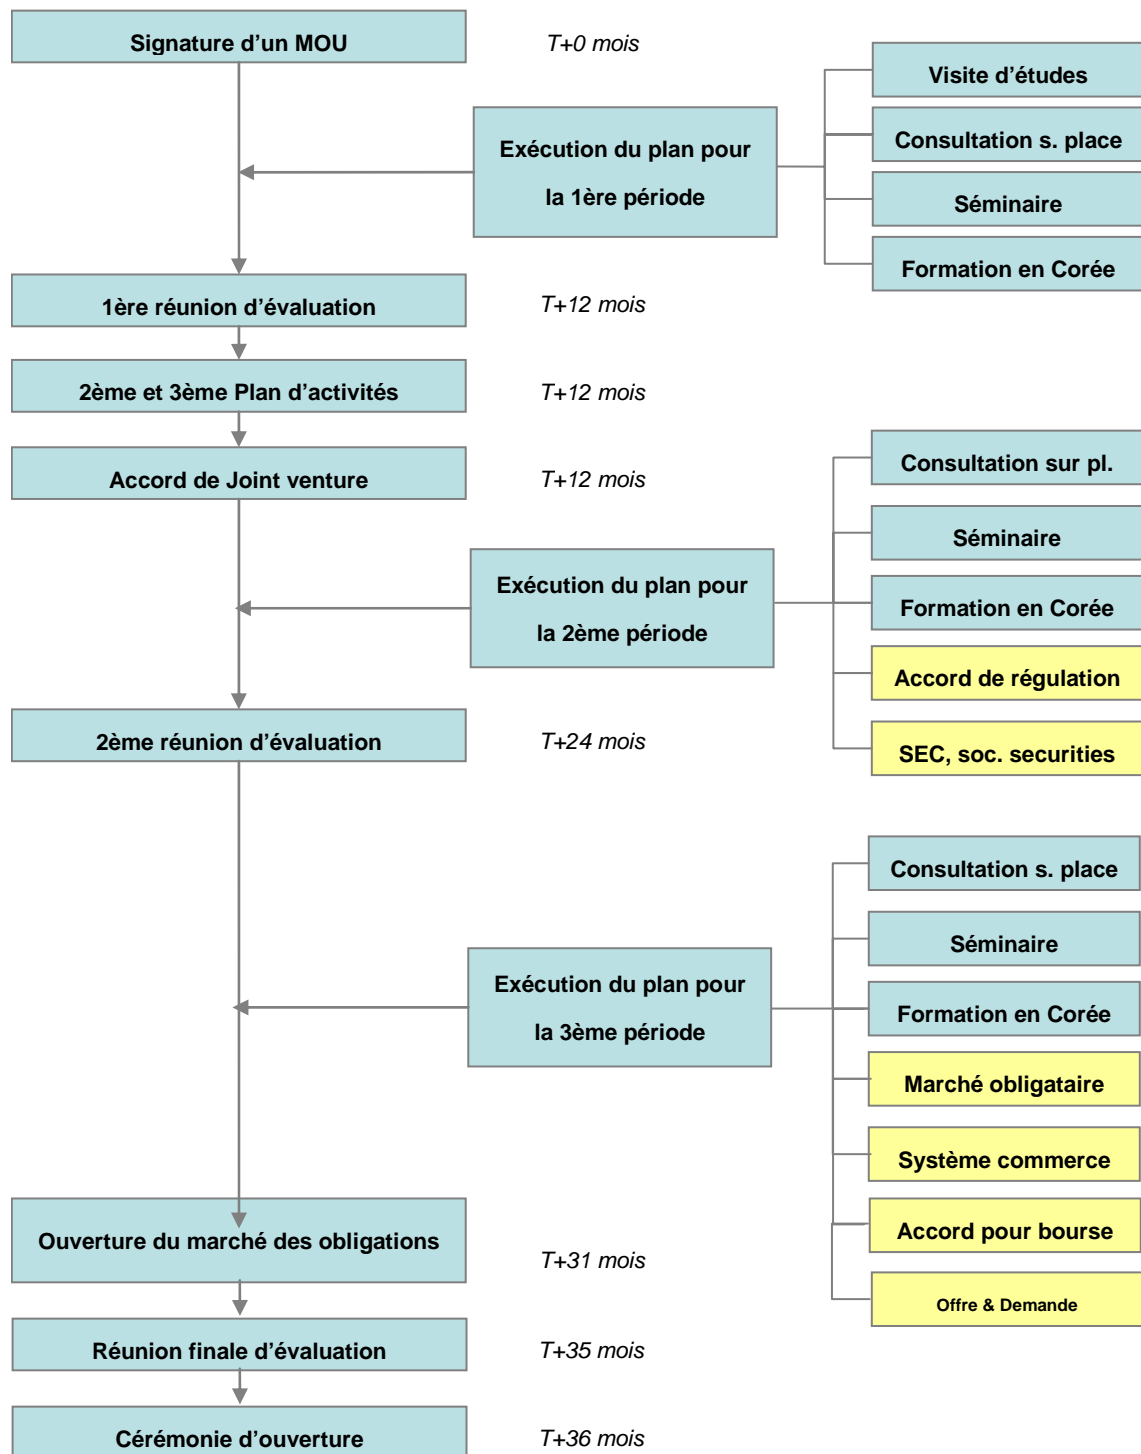 Signature d'un MOU
T+0 mois
Visite d'études
Consultation s. place
Exécution du plan pour
la 1ère période
Séminaire
Formation en Corée
1ère réunion d'évaluation
T+12 mois
2ème et 3ème Plan d'activités
T+12 mois
Accord de Joint venture
T+12 mois
Consultation sur pl.
Séminaire
Exécution du plan pour
la 2ème période
Formation en Corée
Accord de régulation
2ème réunion d'évaluation
T+24 mois
SEC, soc. securities
Consultation s. place
Séminaire
Exécution du plan pour
la 3ème période
Formation en Corée
Marché obligataire
Système commerce
Accord pour bourse
Ouverture du marché des obligations
T+31 mois
Offre & Demande
Réunion finale d'évaluation
T+35 mois
Cérémonie d'ouverture
T+36 mois